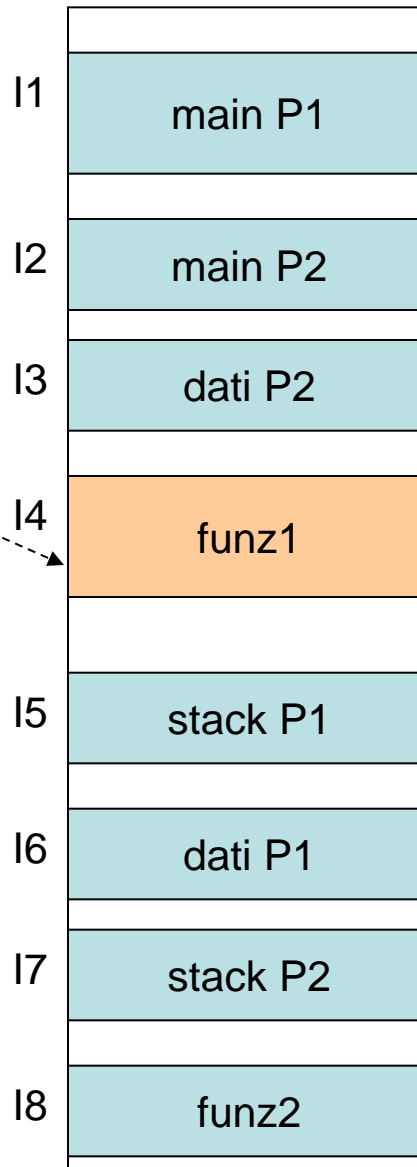 I1
main P1
I2
main P2
I3
dati P2
I4
funz1
I5
stack P1
I6
dati P1
I7
stack P2
I8
funz2